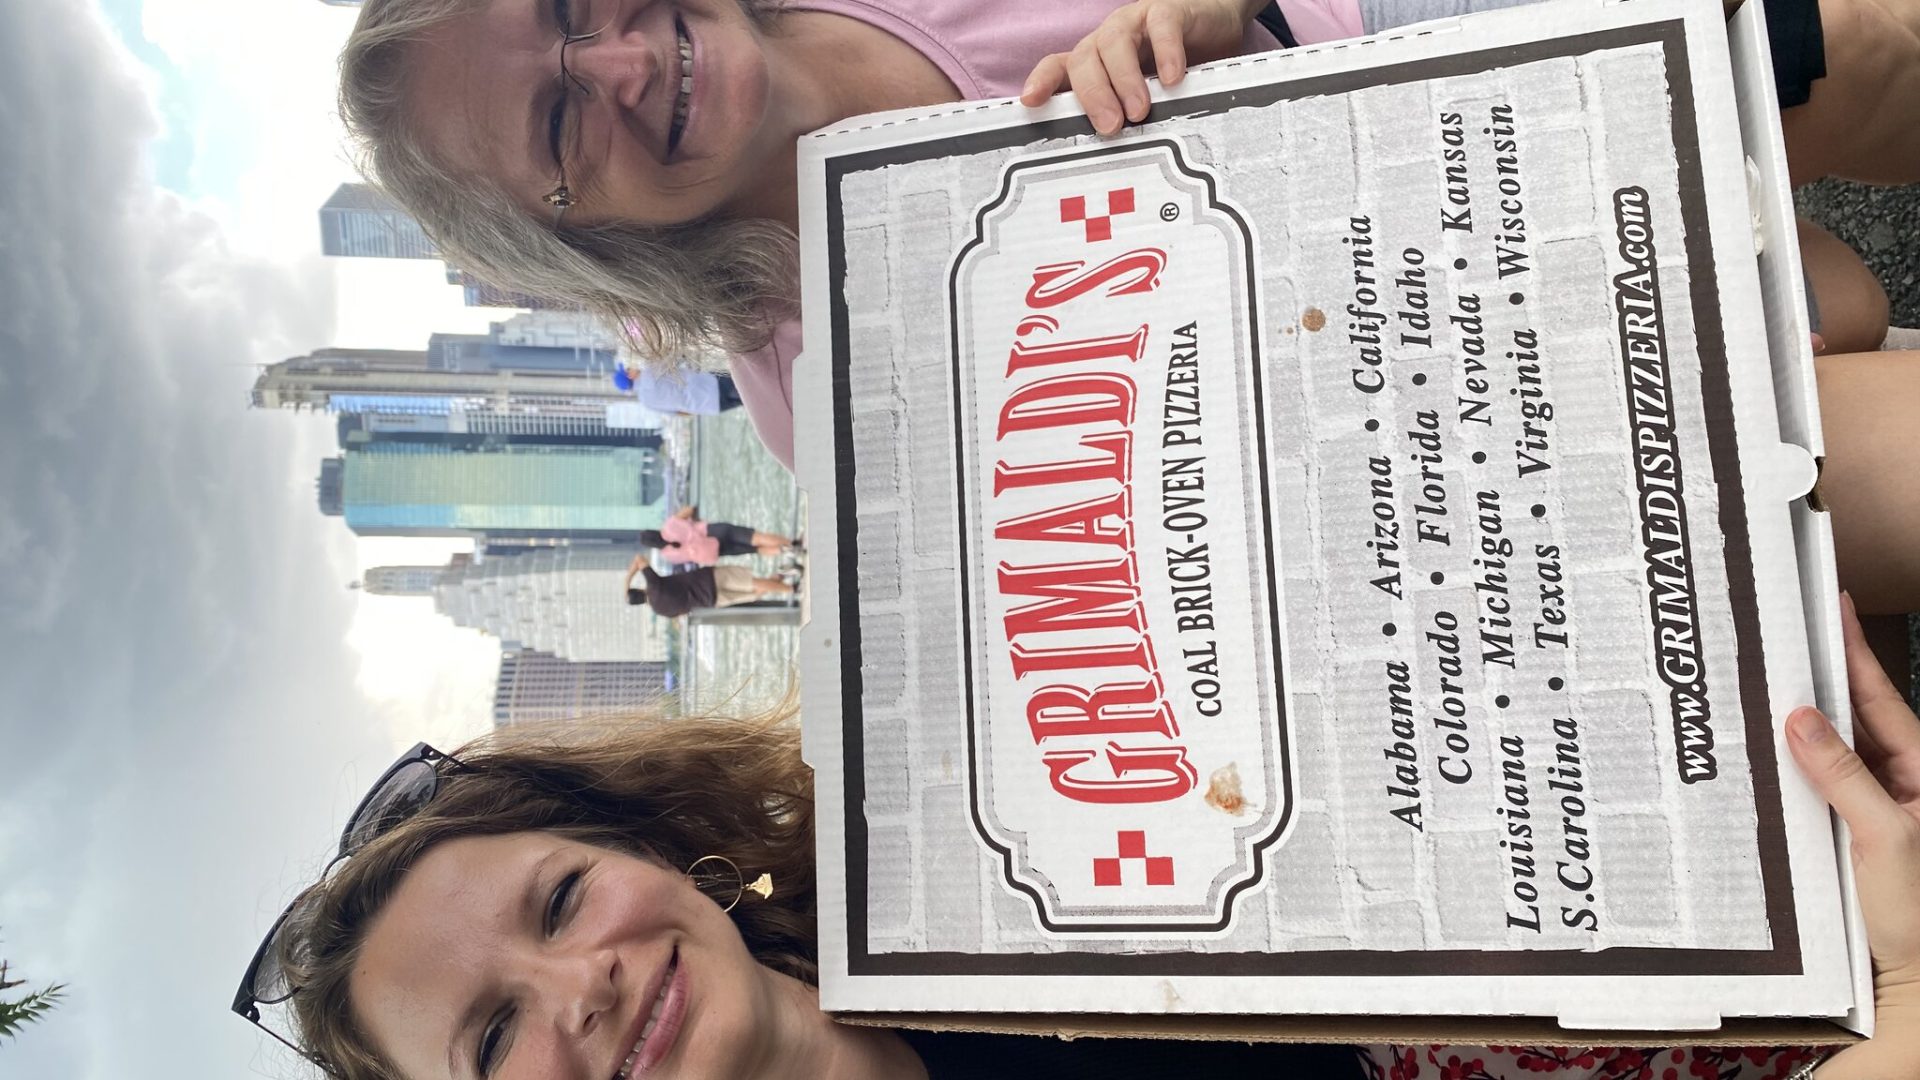 GRIMALDI'S®
COAL BRICK-OVEN PIZZERIA
Alabama • Arizona • California
Colorado • Florida • Idaho
Louisiana • Michigan • Nevada • Kansas
S.Carolina • Texas • Virginia • Wisconsin
www.GRIMALDISPIZZERIA.com